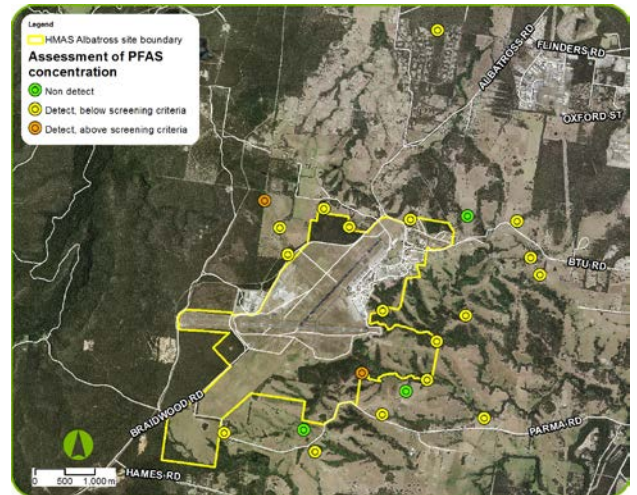 Legend
HMAS Albatross site boundary
Assessment of PFAS
concentration
Non detect
Detect, below screening criteria
Detect, above screening criteria
ALBATROSS RD
FLINDERS RD
OXFORD ST
BTU RD
BRAIDWOOD RD
PARMA RD
HAMES RD
0 500 1,000 m